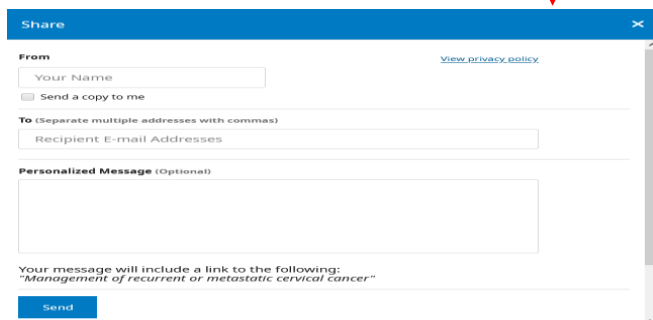 Share
From
View privacy policy
Your Name
Send a copy to me
To (Separate multiple addresses with commas)
Recipient E-mail Addresses
Personalized Message (Optional)
Your message will include a link to the following:
"Management of recurrent or metastatic cervical cancer"
Send